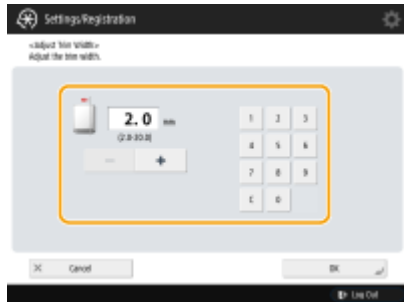 Settings/Registration
<Adjust Trim Width>
Adjust the trim width.
2.0 mm
(2.0-30.0)
− +
1 2 3
4 5 6
7 8 9
C 0
× Cancel
OK
Log Out